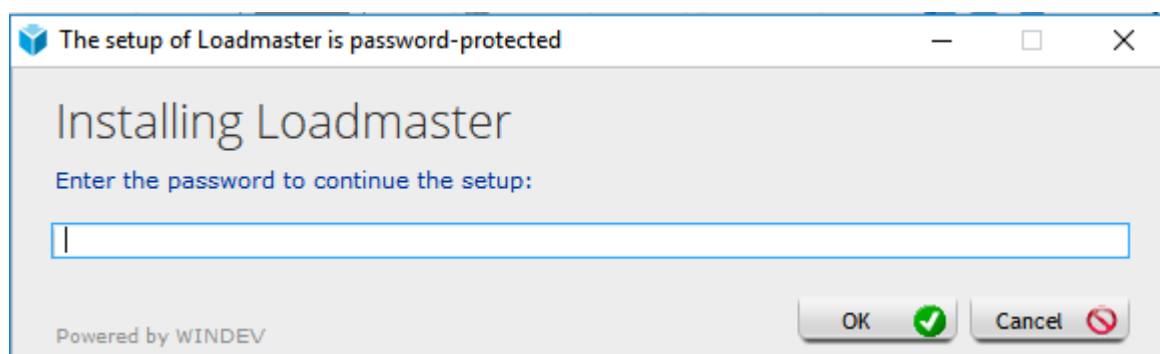 The setup of Loadmaster is password-protected
Installing Loadmaster
Enter the password to continue the setup:
OK Cancel
Powered by WINDEV